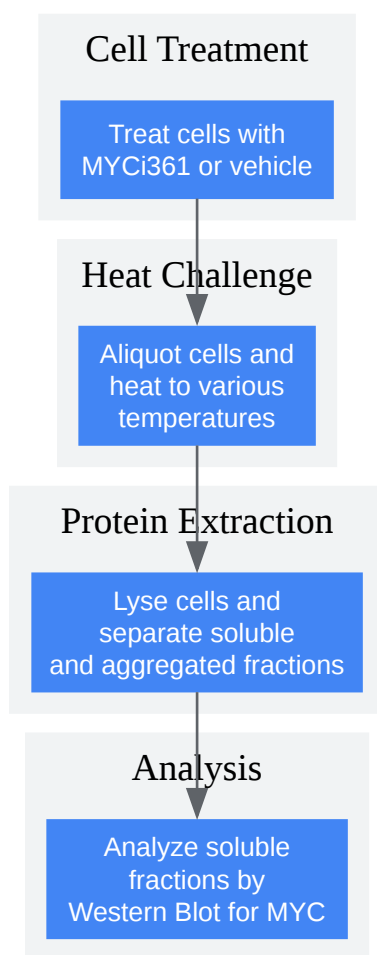 Cell Treatment
Treat cells with
MYCi361 or vehicle
Heat Challenge
Aliquot cells and
heat to various
temperatures
Protein Extraction
Lyse cells and
separate soluble
and aggregated fractions
Analysis
Analyze soluble
fractions by
Western Blot for MYC